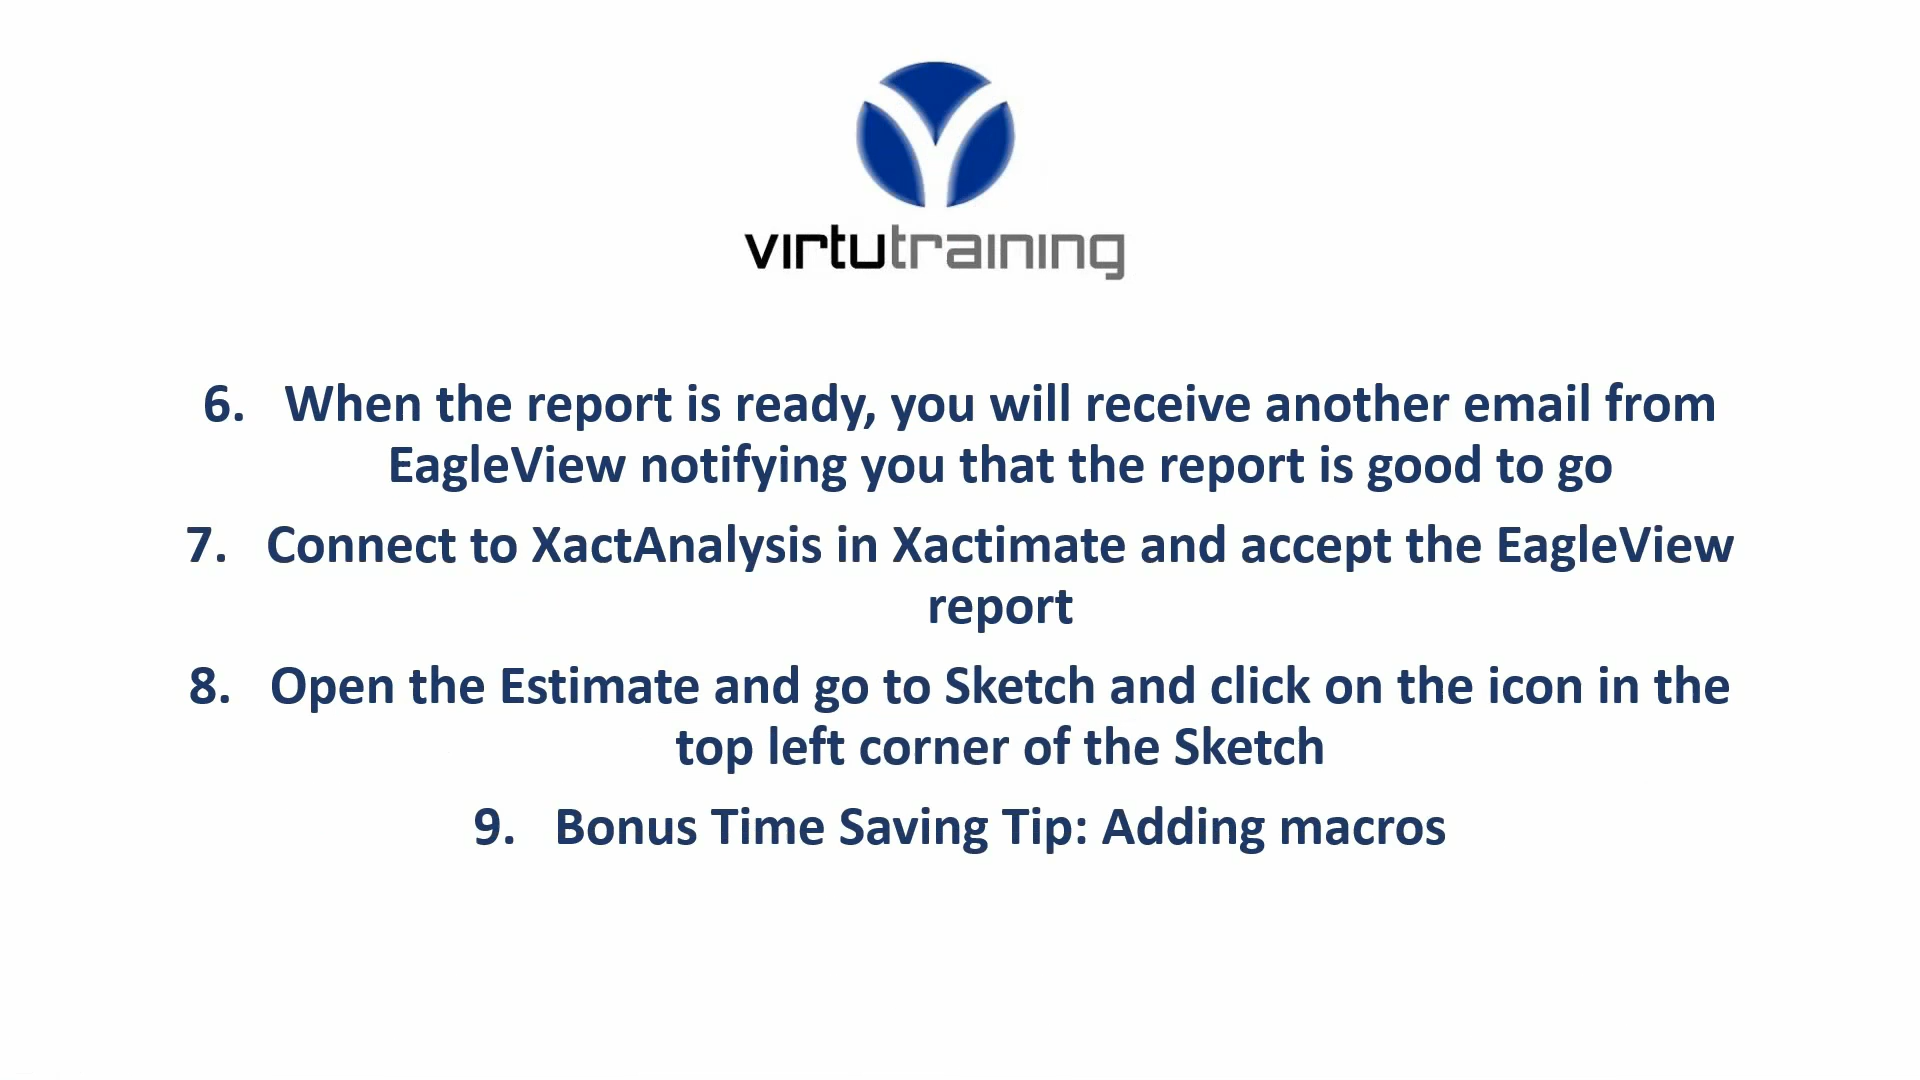 virtutraining
6. When the report is ready, you will receive another email from
EagleView notifying you that the report is good to go
7. Connect to XactAnalysis in Xactimate and accept the EagleView
report
8. Open the Estimate and go to Sketch and click on the icon in the
top left corner of the Sketch
9. Bonus Time Saving Tip: Adding macros